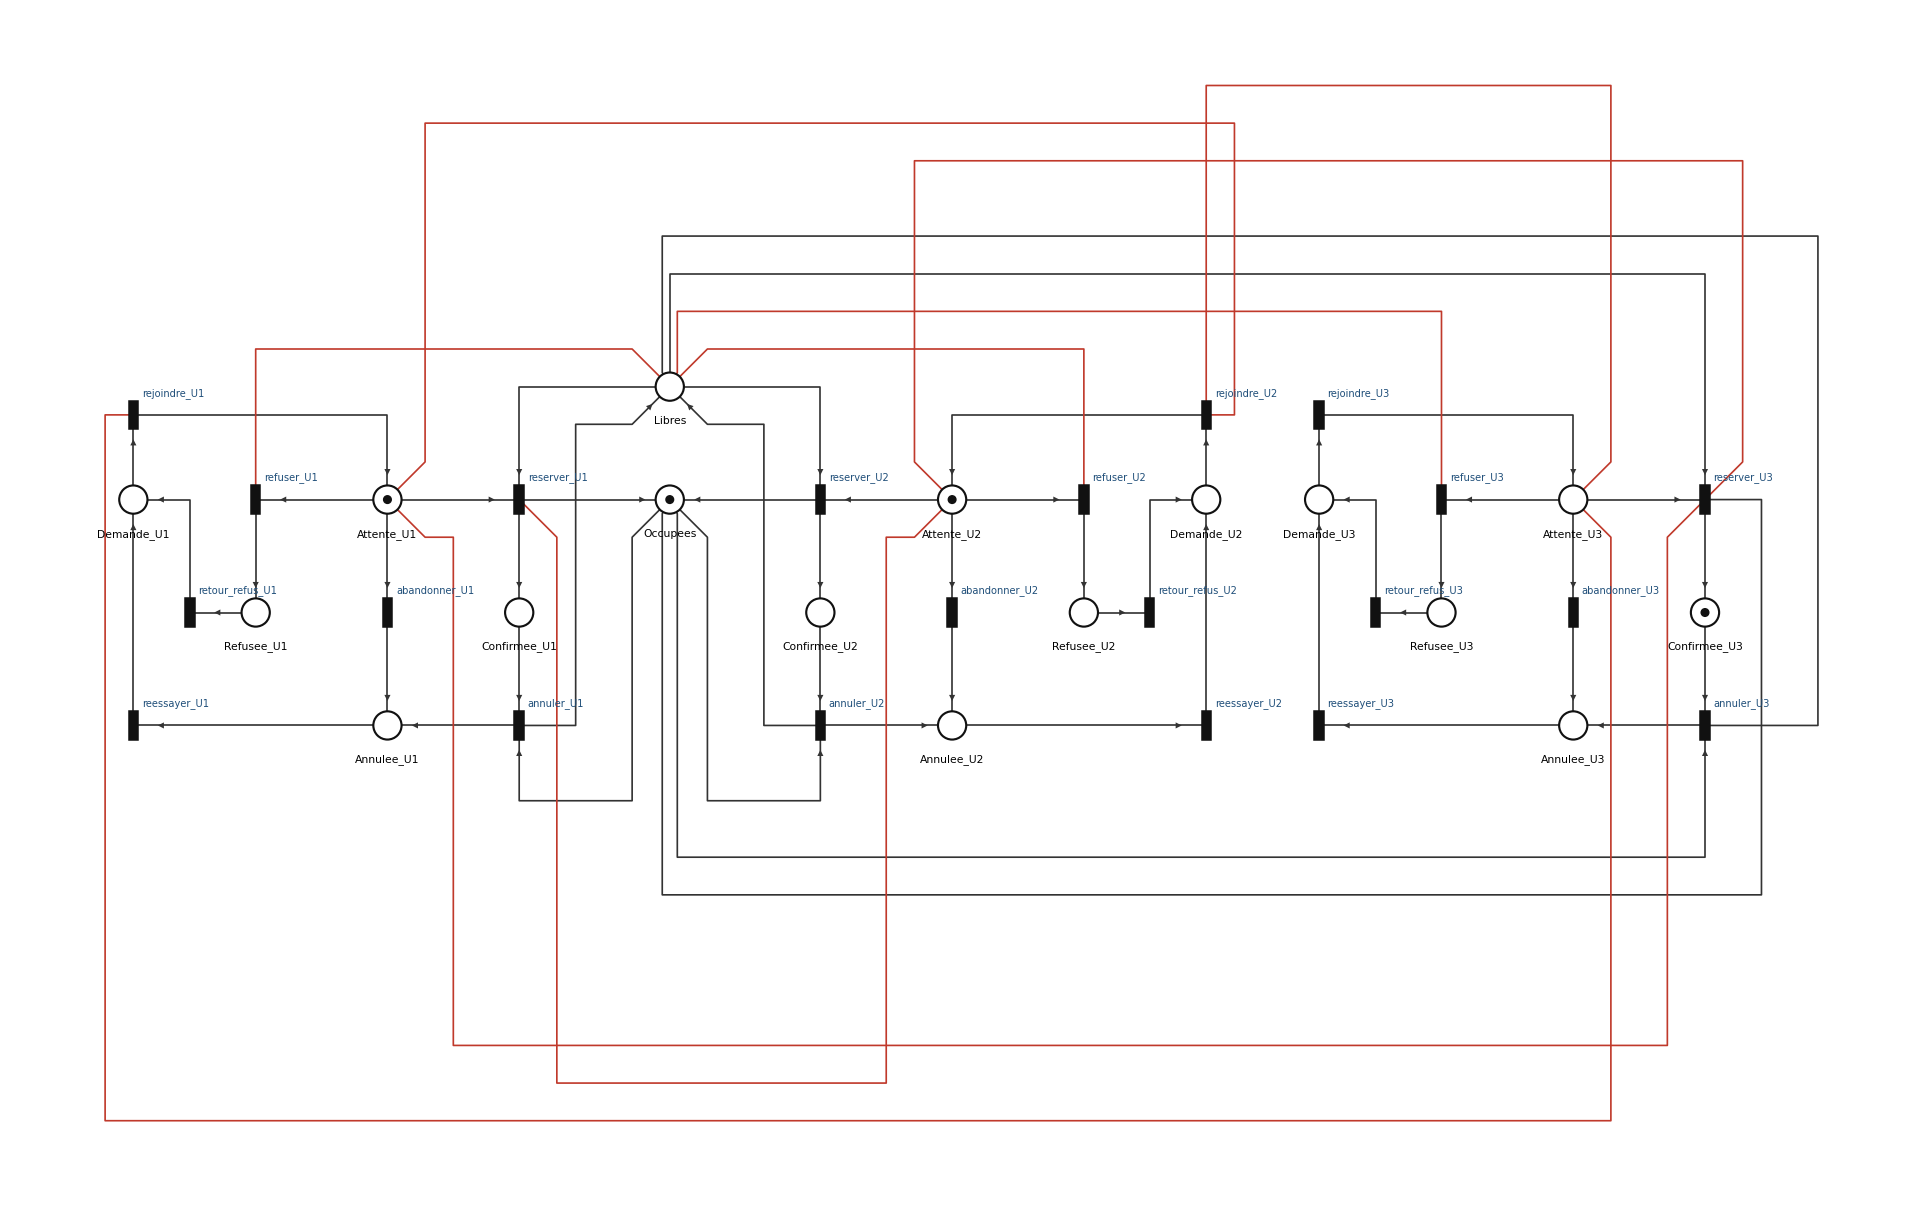 rejoindre_U1
rejoindre_U2
rejoindre_U3
Libres
refuser_U1
reserver_U1
reserver_U2
refuser_U2
refuser_U3
reserver_U3
Demande_U1
Attente_U1
Occupees
Attente_U2
Demande_U2
Demande_U3
Attente_U3
retour_refus_U1
abandonner_U1
abandonner_U2
retour_refus_U2
retour_refus_U3
abandonner_U3
Refusee_U1
Confirmee_U1
Confirmee_U2
Refusee_U2
Refusee_U3
Confirmee_U3
reessayer_U1
annuler_U1
annuler_U2
reessayer_U2
reessayer_U3
annuler_U3
Annulee_U1
Annulee_U2
Annulee_U3